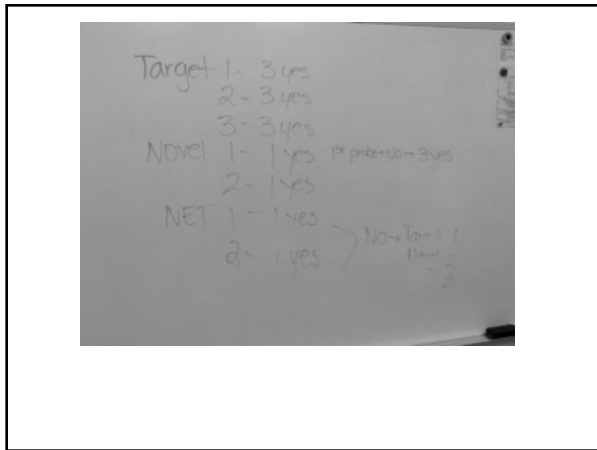 Target 1- 3 yes
2- 3 yes
3- 3 yes
Novel 1- 1 yes 1st probe→No→ 3 yes
2- 1 yes
NET 1- 1 yes
2- 1 yes
No→ Target